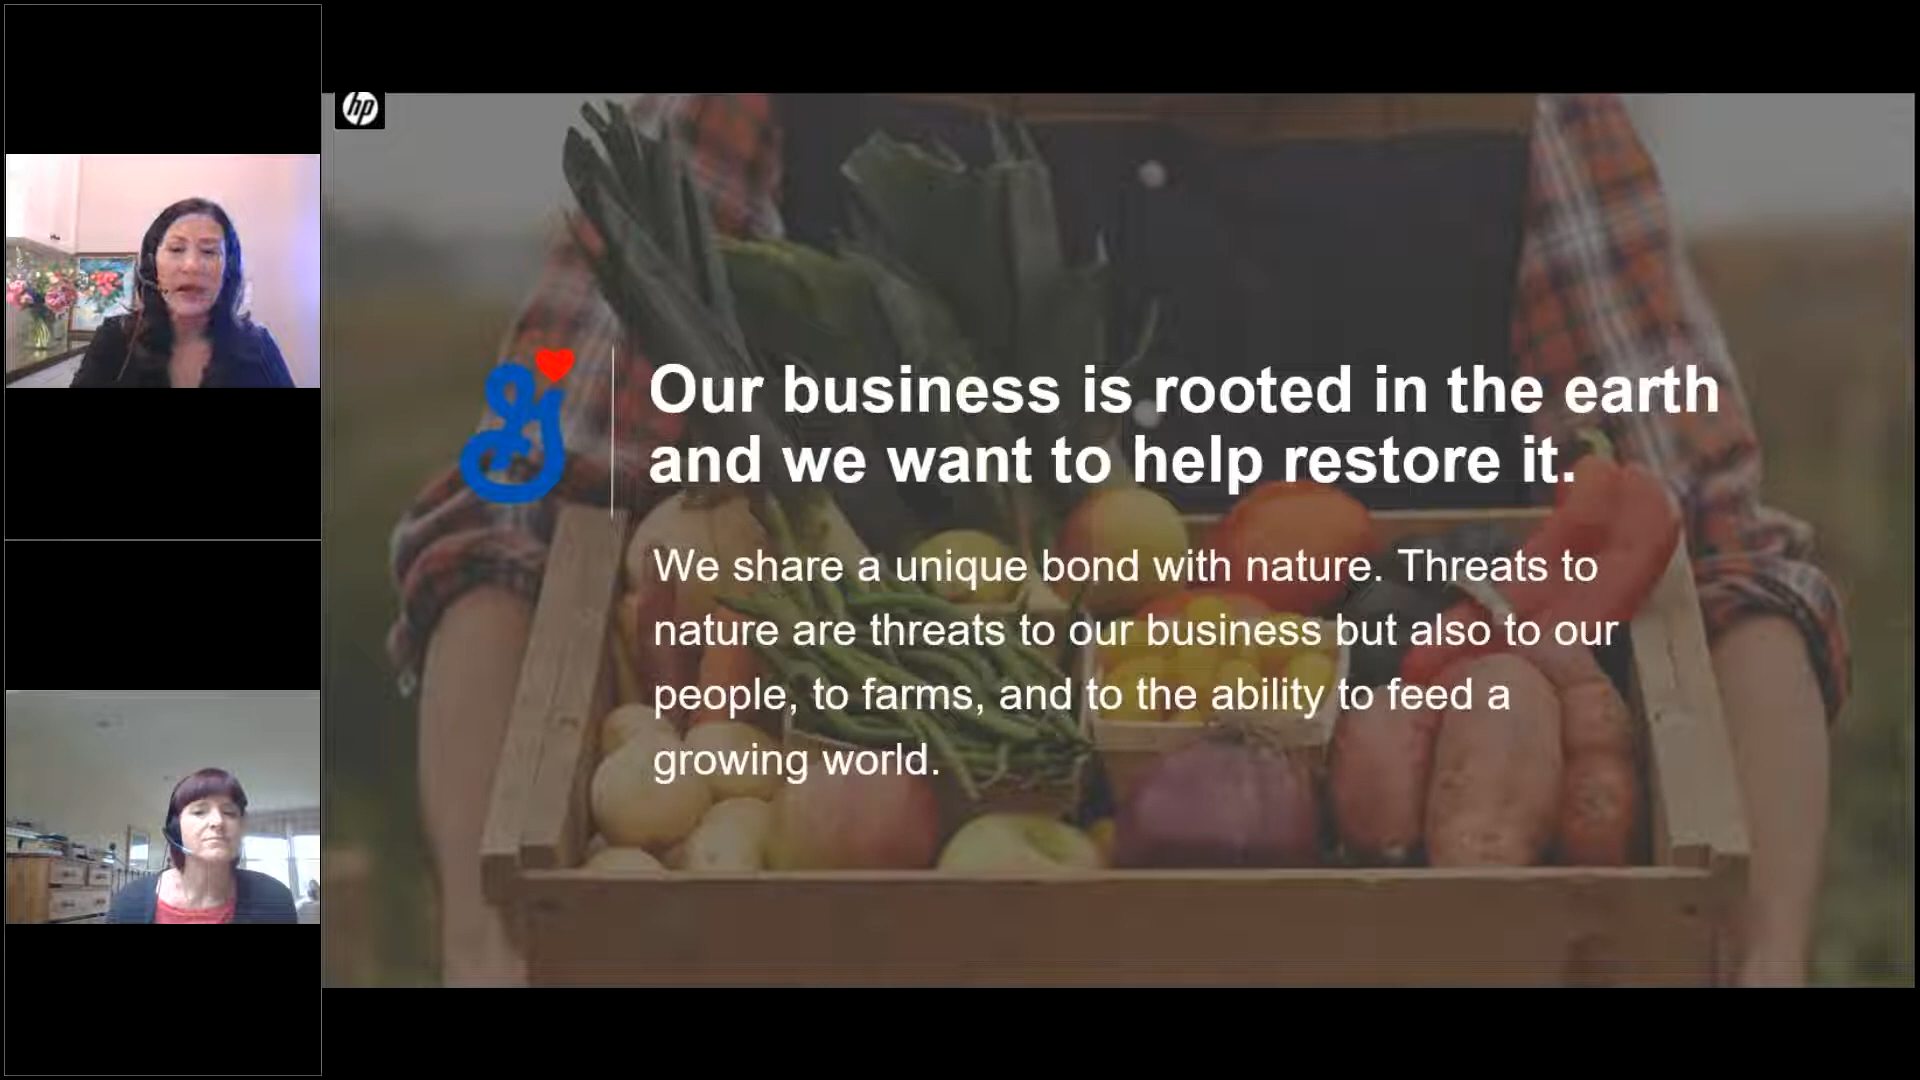 hp
Our business is rooted in the earth
and we want to help restore it.
We share a unique bond with nature. Threats to
nature are threats to our business but also to our
people, to farms, and to the ability to feed a
growing world.